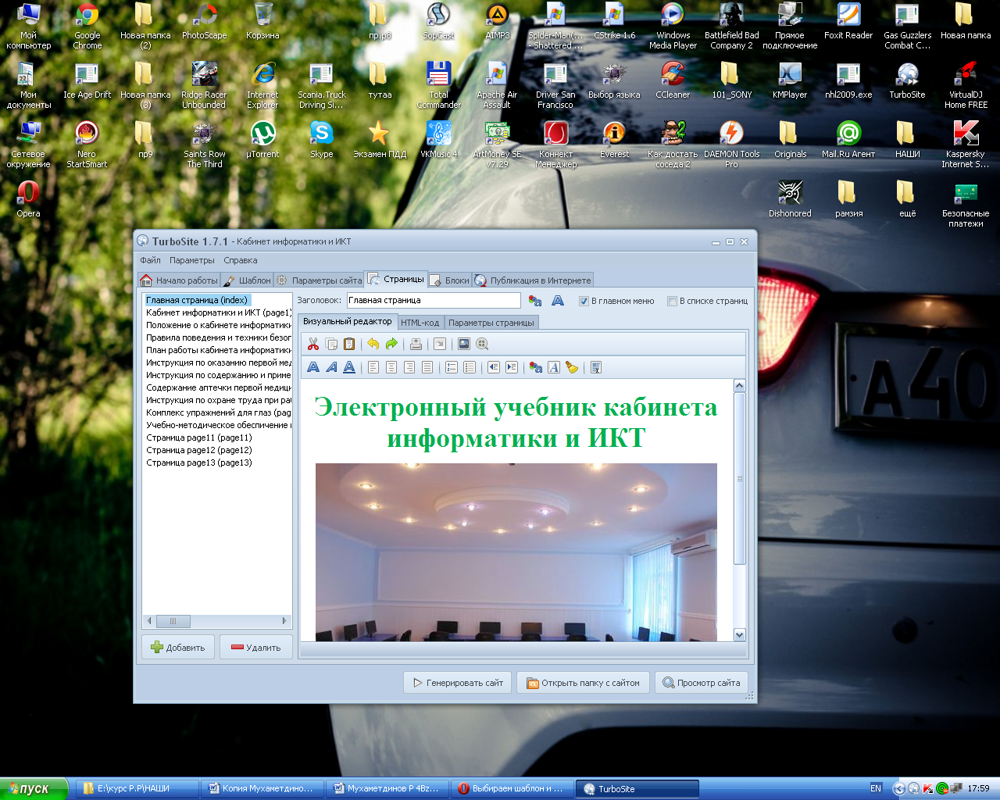 Мой
компьютер
Google
Chrome
Новая папка
(2)
PhotoScape
Корзина
пр.р8
SopCast
AIMP3
Spider-Man(...
- Shattered ...
CStrike 1.6
Windows
Media Player
Battlefield Bad
Company 2
Прямое
подключение
Foxit Reader
Gas Guzzlers
Combat C...
Новая папка
Мои
документы
Ice Age Drift
Новая папка
(3)
Ridge Racer
Unbounded
Internet
Explorer
Scania.Truck
Driving Si...
тутаа
Total
Commander
Apache Air
Assault
Driver San
Francisco
Выбор языка
CCleaner
101_SONY
KMPlayer
nhl2009.exe
TurboSite
VirtualDJ
Home FREE
Сетевое
окружение
Nero
StartSmart
пр9
Saints Row
The Third
µTorrent
Skype
Экзамен ПДД
VKMusic 4
ArtMoney SE
v7.29
Коннект
Менеджер
Everest
Как достать
соседа 2
DAEMON Tools
Pro
Originals
Mail.Ru Агент
НАШИ
Kaspersky
Internet S...
Opera
Dishonored
рамзия
ещё
Безопасные
платежи
A40
TurboSite 1.7.1 - Кабинет информатики и ИКТ
Файл Параметры Справка
Начало работы Шаблон Параметры сайта Страницы Блоки Публикация в Интернете
Главная страница (index)
Кабинет информатики и ИКТ (page1)
Положение о кабинете информатики
Правила поведения и техники безоп
План работы кабинета информатики
Инструкция по оказанию первой мед
Инструкция по содержанию и приме
Содержание аптечки первой медици
Инструкция по охране труда при раб
Комплекс упражнений для глаз (pag
Учебно-методическое обеспечение
Страница page11 (page11)
Страница page12 (page12)
Страница page13 (page13)
Добавить Удалить
Заголовок: Главная страница В главном меню В списке страниц
Визуальный редактор HTML-код Параметры страницы
Электронный учебник кабинета
информатики и ИКТ
Генерировать сайт Открыть папку с сайтом Просмотр сайта
пуск E:\курс Р.Р\НАШИ Копия Мухаметдино... Мухаметдинов Р 4Bz... Выбираем шаблон и ... TurboSite EN 17:59